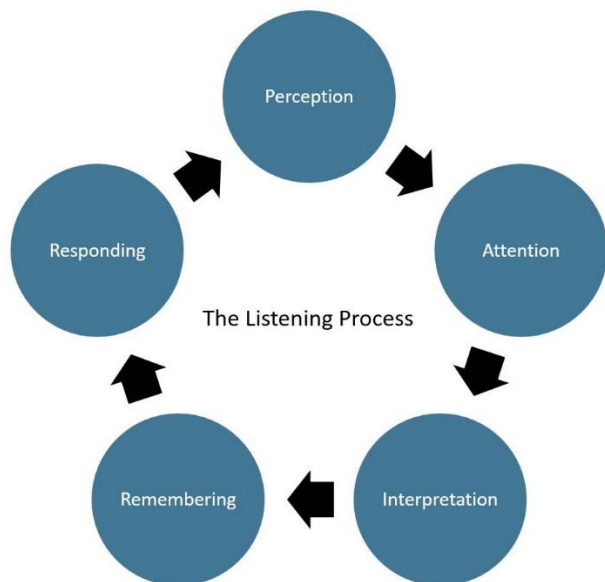 Perception
Attention
Interpretation
Remembering
Responding
The Listening Process